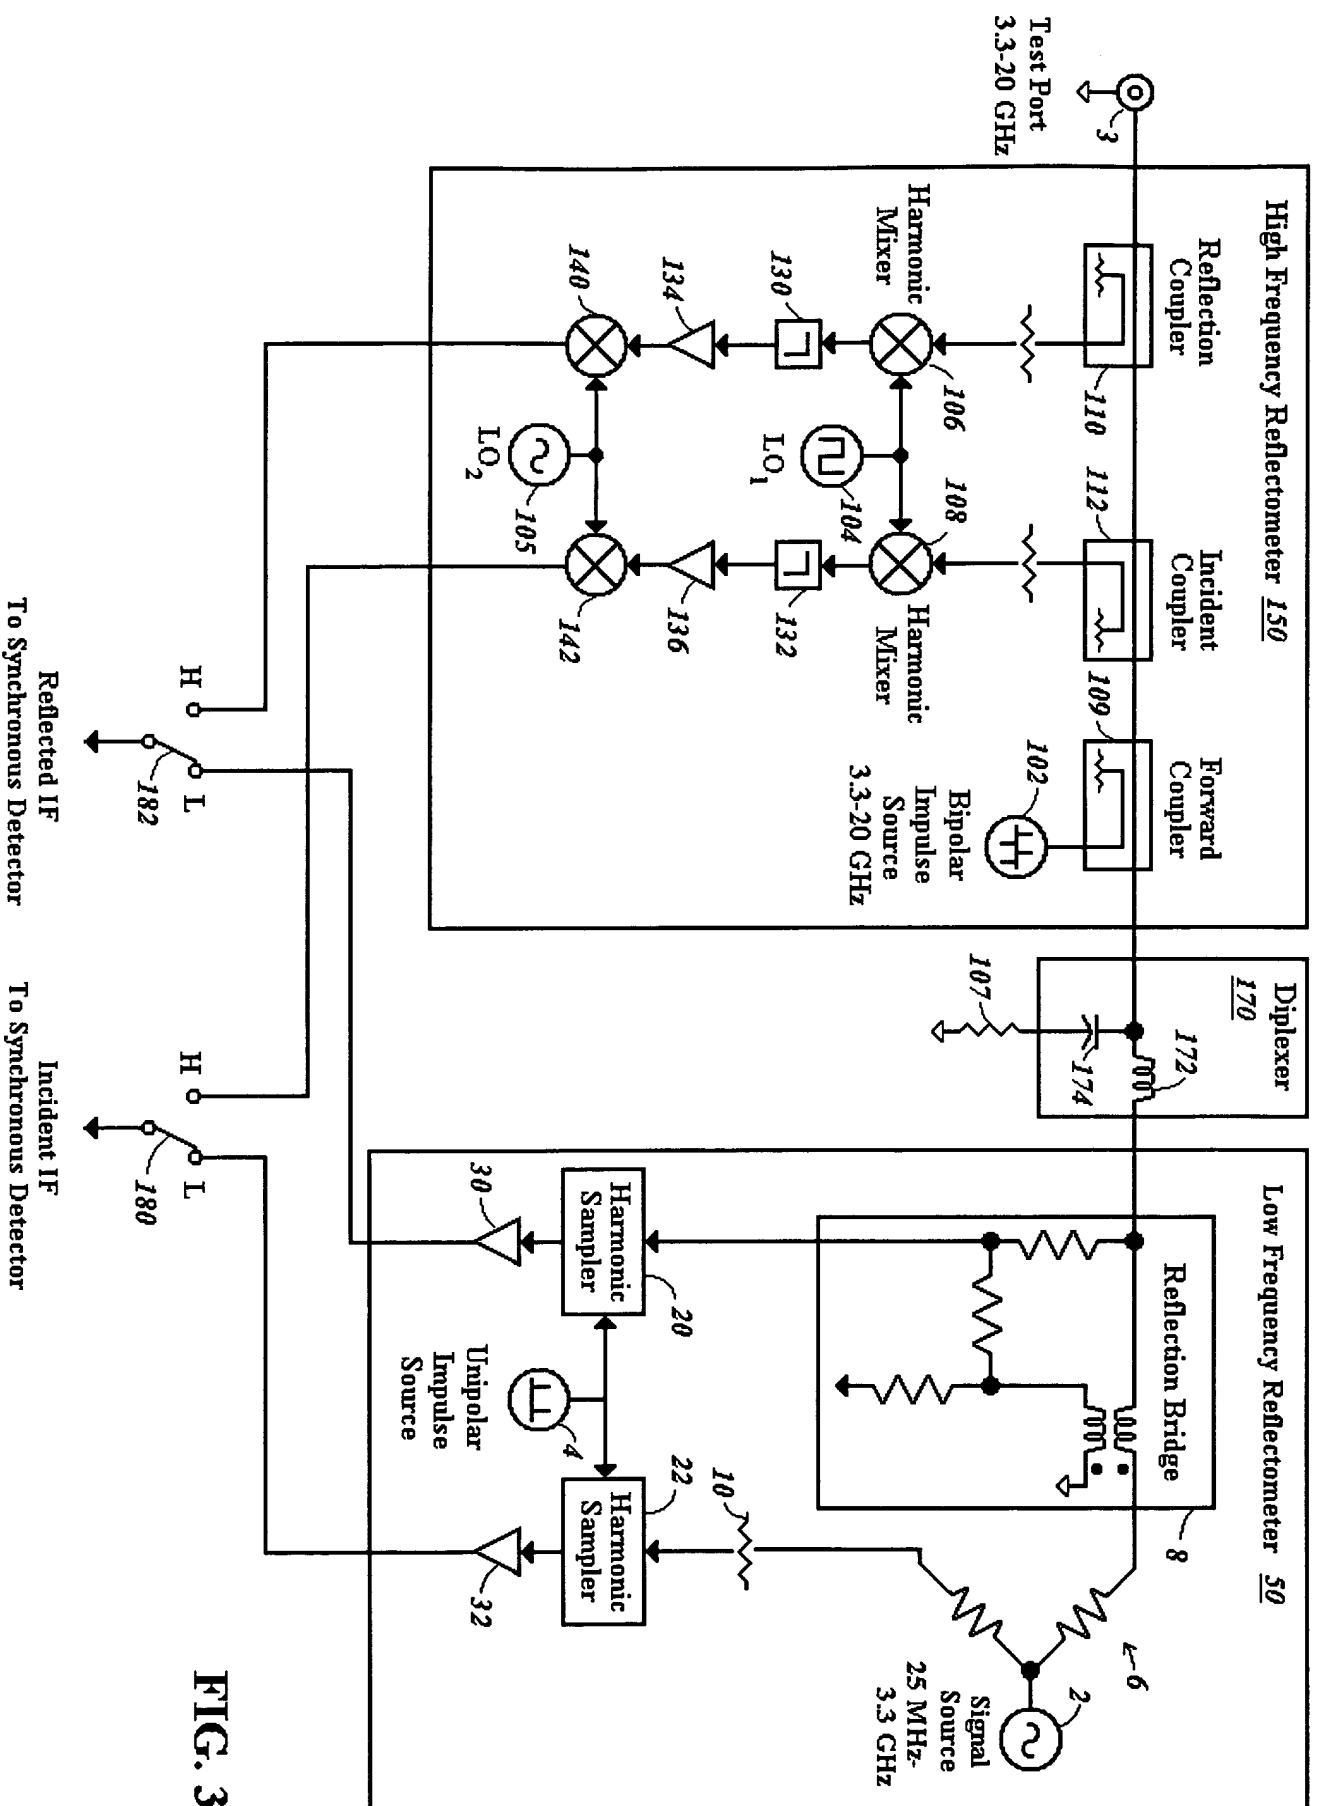 High Frequency Reflectometer 150
Reflection
Coupler
110
Incident
Coupler
112
Forward
Coupler
109
3
Test Port
3.3-20 GHz
Harmonic
Mixer
106
108
Harmonic
Mixer
104
LO1
102
Bipolar
Impulse
Source
3.3-20 GHz
130
132
134
136
140
142
105
LO2
Diplexer
170
172
174
107
Low Frequency Reflectometer 50
Reflection Bridge
8
6
2
Signal
Source
25 MHz-
3.3 GHz
10
Harmonic
Sampler
20
Harmonic
Sampler
22
4
Unipolar
Impulse
Source
30
32
H
L
182
Reflected IF
To Synchronous Detector
H
L
180
Incident IF
To Synchronous Detector
FIG. 3